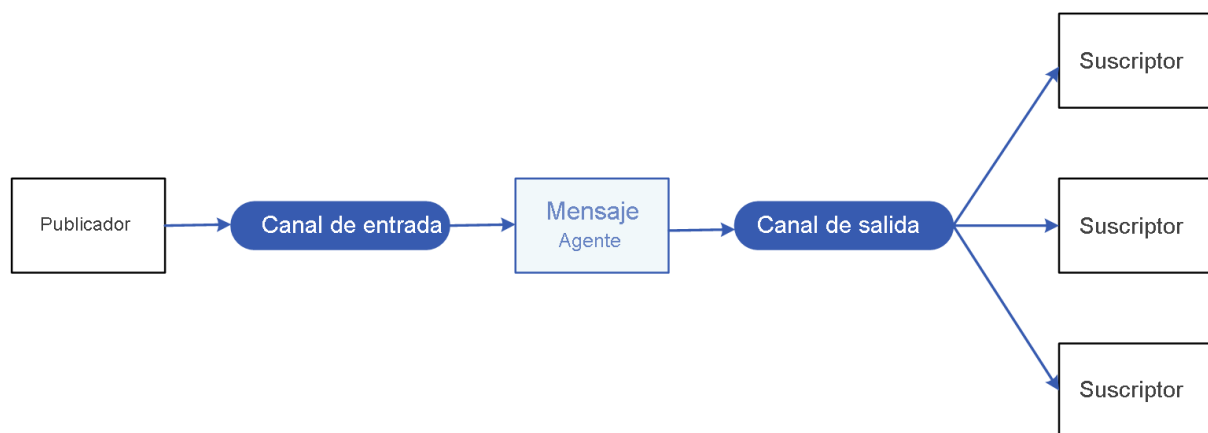 Publicador
Canal de entrada
Mensaje
Agente
Canal de salida
Suscriptor
Suscriptor
Suscriptor